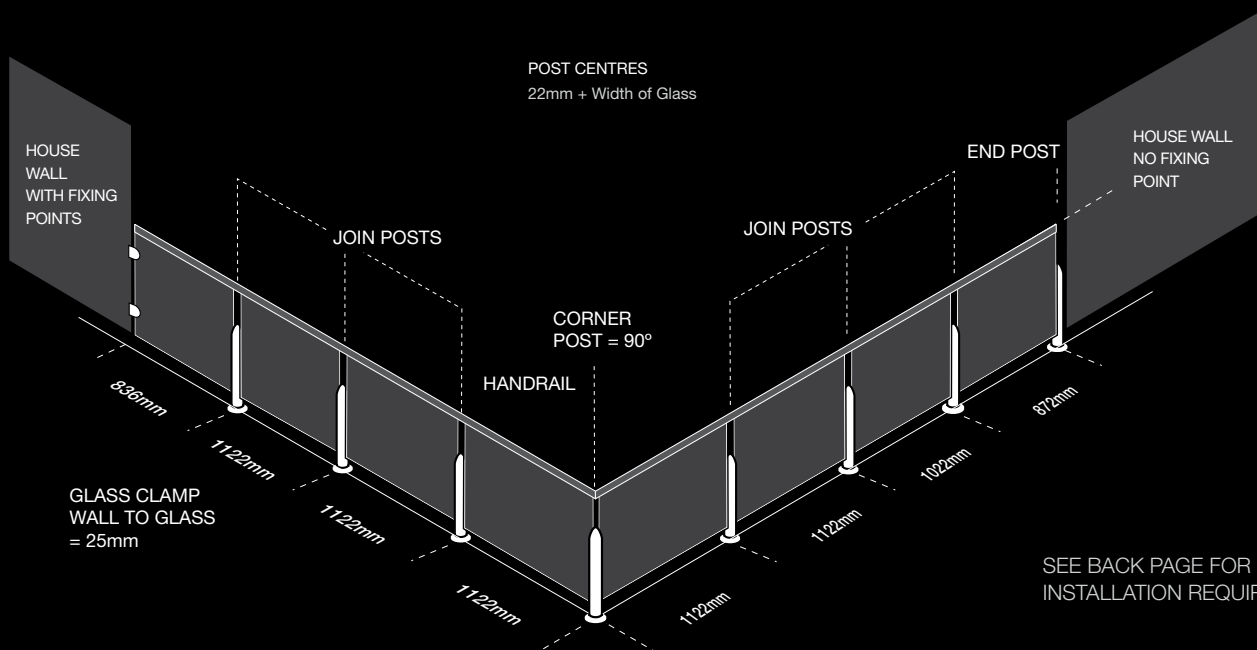 POST CENTRES
22mm + Width of Glass
HOUSE
WALL
WITH FIXING
POINTS
JOIN POSTS
JOIN POSTS
END POST
HOUSE WALL
NO FIXING
POINT
CORNER
POST = 90º
HANDRAIL
836mm
1122mm
1122mm
1122mm
1122mm
1122mm
1022mm
872mm
GLASS CLAMP
WALL TO GLASS
= 25mm
SEE BACK PAGE FOR
INSTALLATION